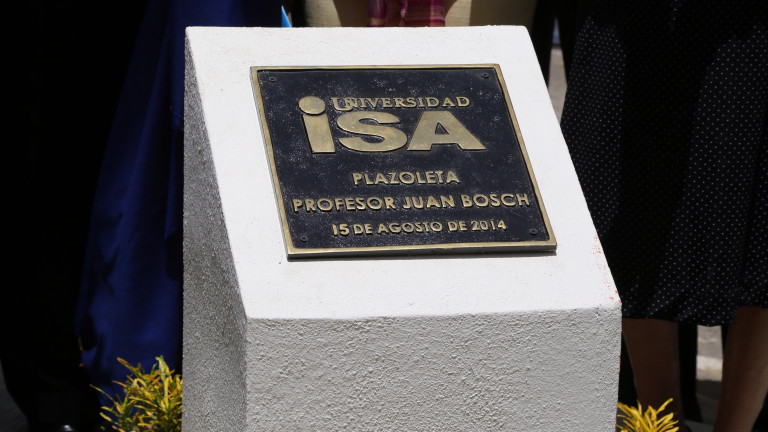 UNIVERSIDAD
iSA
PLAZOLETA
PROFESOR JUAN BOSCH
15 DE AGOSTO DE 2014